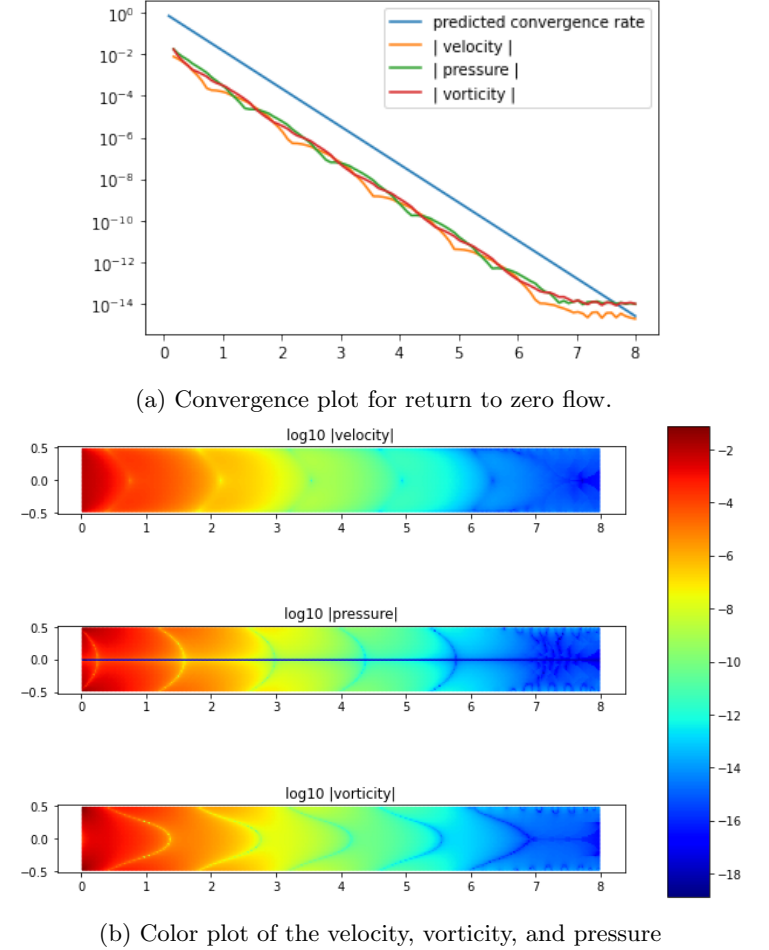 10⁰
10⁻²
10⁻⁴
10⁻⁶
10⁻⁸
10⁻¹⁰
10⁻¹²
10⁻¹⁴
predicted convergence rate
| velocity |
| pressure |
| vorticity |
0 1 2 3 4 5 6 7 8
(a) Convergence plot for return to zero flow.
log10 |velocity|
0.5
0.0
−0.5
0 1 2 3 4 5 6 7 8
log10 |pressure|
0.5
0.0
−0.5
0 1 2 3 4 5 6 7 8
log10 |vorticity|
0.5
0.0
−0.5
0 1 2 3 4 5 6 7 8
−2
−4
−6
−8
−10
−12
−14
−16
−18
(b) Color plot of the velocity, vorticity, and pressure